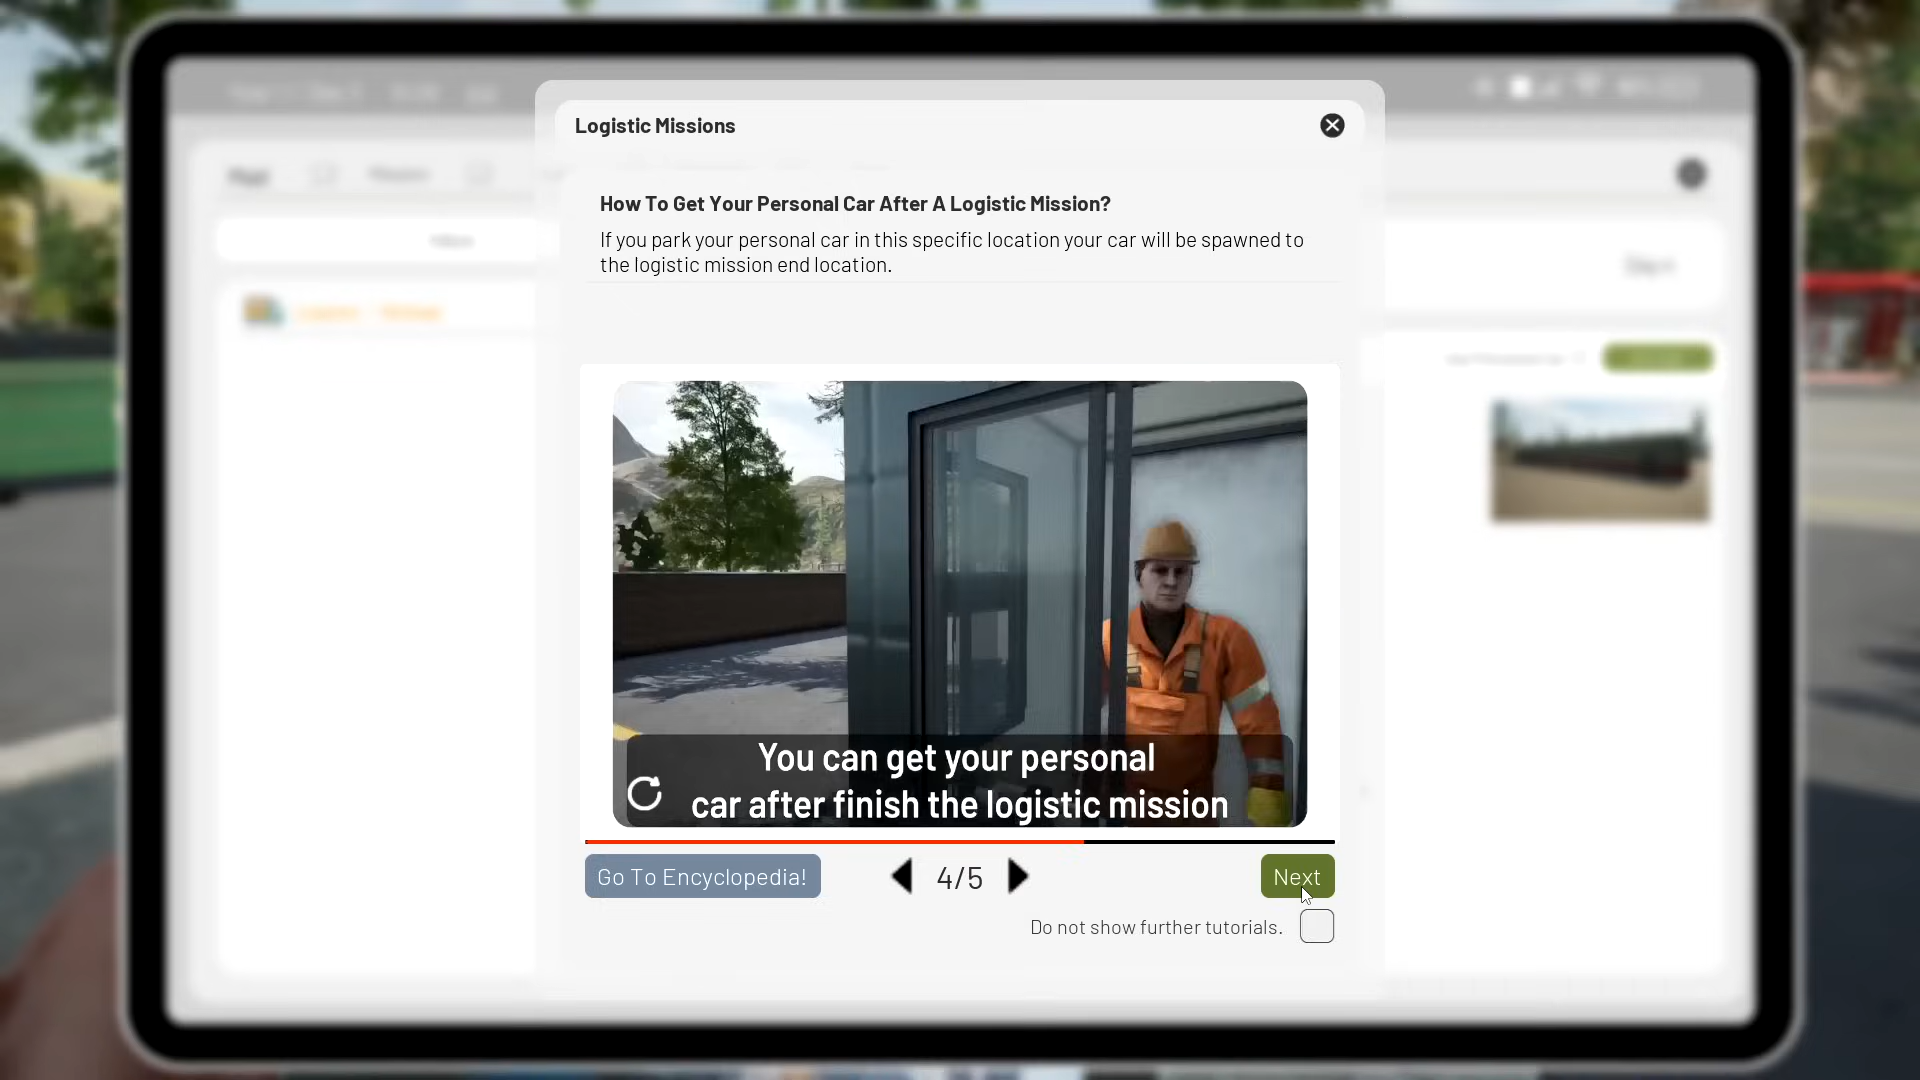 Logistic Missions
How To Get Your Personal Car After A Logistic Mission?
If you park your personal car in this specific location your car will be spawned to
the logistic mission end location.
You can get your personal
car after finish the logistic mission
Go To Encyclopedia!
4/5
Next
Do not show further tutorials.